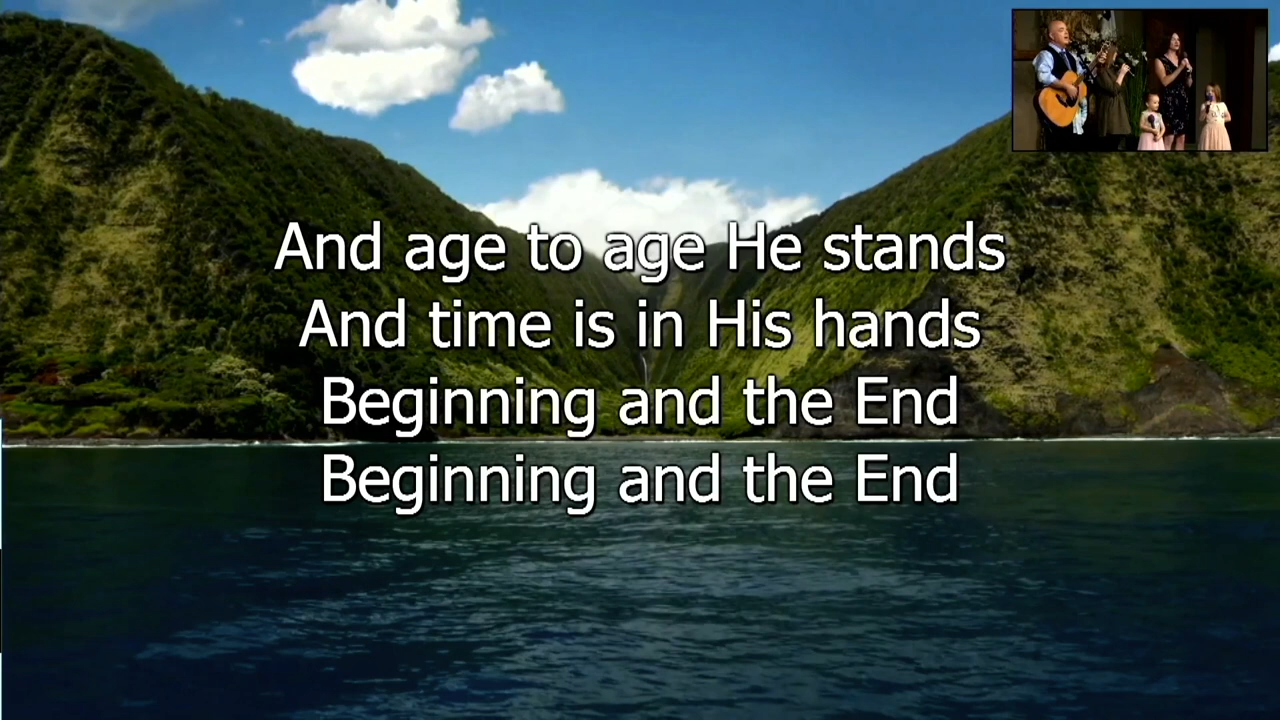 And age to age He stands
And time is in His hands
Beginning and the End
Beginning and the End